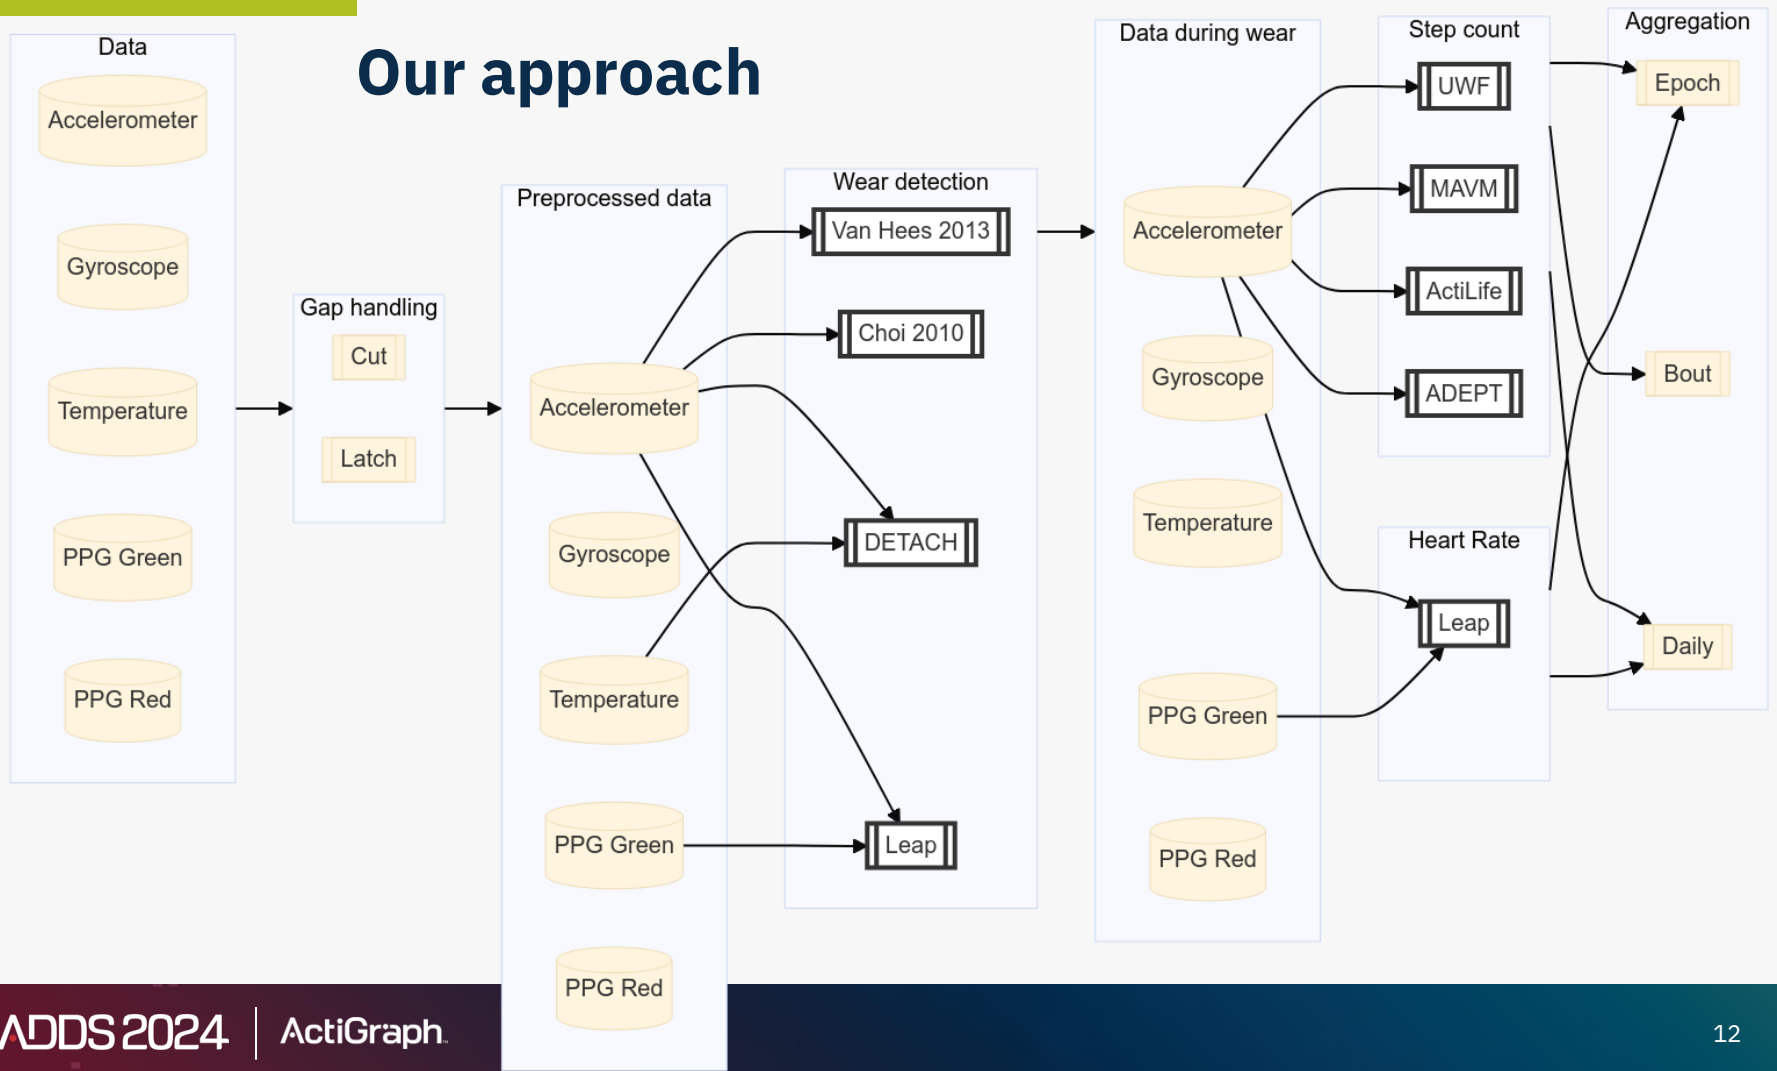 Our approach
Data
Accelerometer
Gyroscope
Temperature
PPG Green
PPG Red
Gap handling
Cut
Latch
Preprocessed data
Accelerometer
Gyroscope
Temperature
PPG Green
PPG Red
Wear detection
Van Hees 2013
Choi 2010
DETACH
Leap
Data during wear
Accelerometer
Gyroscope
Temperature
PPG Green
PPG Red
Step count
UWF
MAVM
ActiLife
ADEPT
Heart Rate
Leap
Aggregation
Epoch
Bout
Daily
ADDS 2024
ActiGraph
12